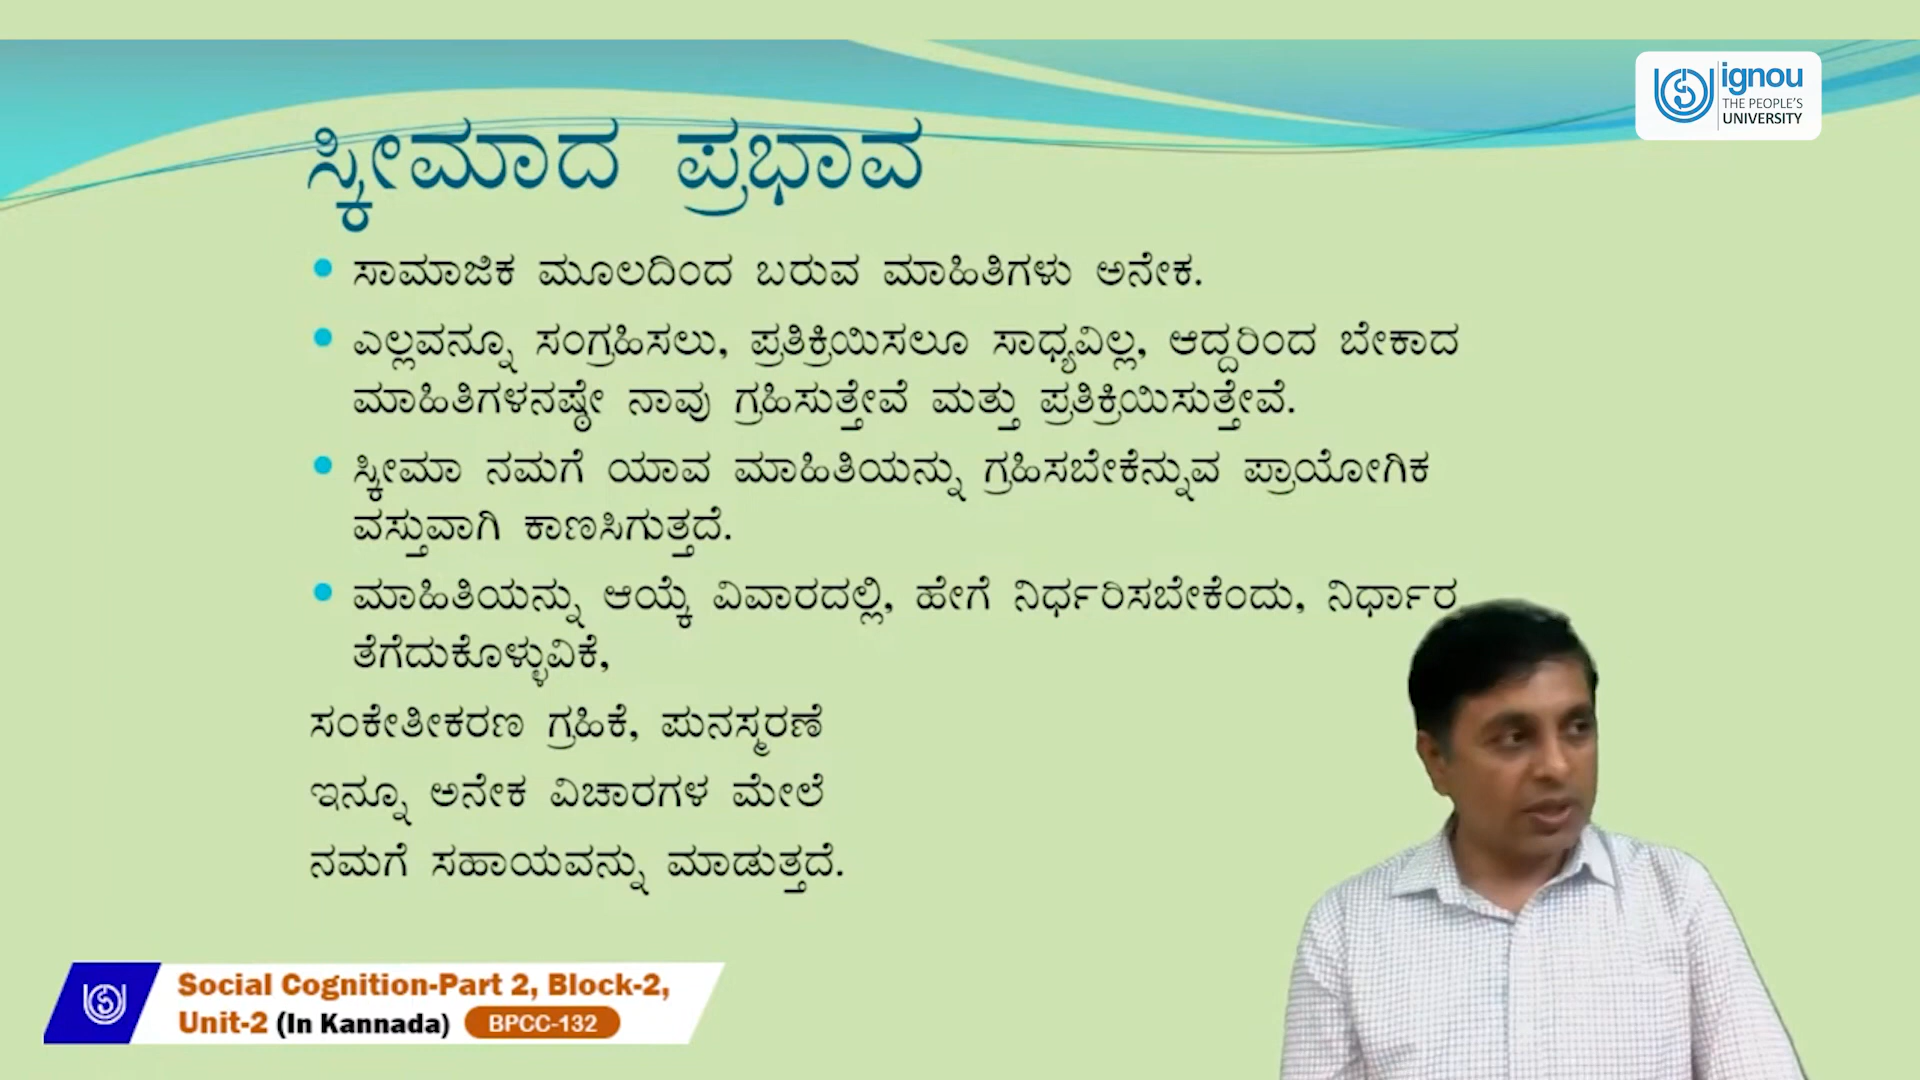 ignou
THE PEOPLE'S
UNIVERSITY
ಸ್ಕೀಮಾದ ಪ್ರಭಾವ
• ಸಾಮಾಜಿಕ ಮೂಲದಿಂದ ಬರುವ ಮಾಹಿತಿಗಳು ಅನೇಕ.
• ಎಲ್ಲವನ್ನೂ ಸಂಗ್ರಹಿಸಲು, ಪ್ರತಿಕ್ರಿಯಿಸಲೂ ಸಾಧ್ಯವಿಲ್ಲ, ಆದ್ದರಿಂದ ಬೇಕಾದ
ಮಾಹಿತಿಗಳನಷ್ಠೇ ನಾವು ಗ್ರಹಿಸುತ್ತೇವೆ ಮತ್ತು ಪ್ರತಿಕ್ರಿಯಿಸುತ್ತೇವೆ.
• ಸ್ಕೀಮಾ ನಮಗೆ ಯಾವ ಮಾಹಿತಿಯನ್ನು ಗ್ರಹಿಸಬೇಕೆನ್ನುವ ಪ್ರಾಯೋಗಿಕ
ವಸ್ತುವಾಗಿ ಕಾಣಸಿಗುತ್ತದೆ.
• ಮಾಹಿತಿಯನ್ನು ಆಯ್ಕೆ ವಿವಾರದಲ್ಲಿ, ಹೇಗೆ ನಿರ್ಧರಿಸಬೇಕೆಂದು, ನಿರ್ಧಾರ
ತೆಗೆದುಕೊಳ್ಳುವಿಕೆ,
ಸಂಕೇತೀಕರಣ ಗ್ರಹಿಕೆ, ಪುನಸ್ಮರಣೆ
ಇನ್ನೂ ಅನೇಕ ವಿಚಾರಗಳ ಮೇಲೆ
ನಮಗೆ ಸಹಾಯವನ್ನು ಮಾಡುತ್ತದೆ.
Social Cognition-Part 2, Block-2,
Unit-2 (In Kannada) BPCC-132